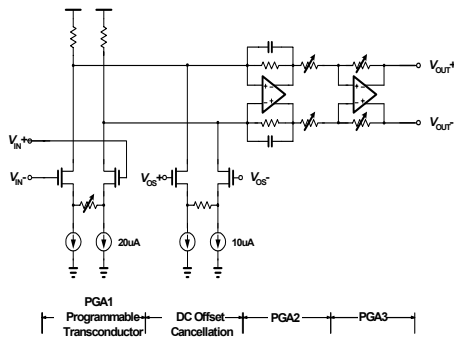 VOUT+
VIN+
VOUT-
VIN-
VOS+
VOS-
20uA
10uA
PGA1
Programmable
Transconductor
DC Offset
Cancellation
PGA2
PGA3